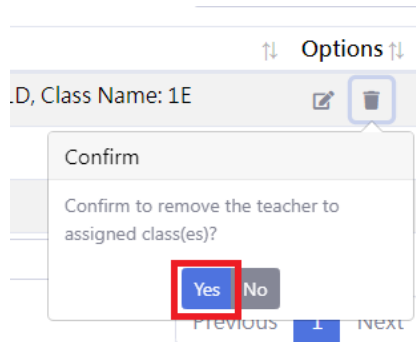 Options
.D, Class Name: 1E
Confirm
Confirm to remove the teacher to
assigned class(es)?
Yes No
Previous 1 Next